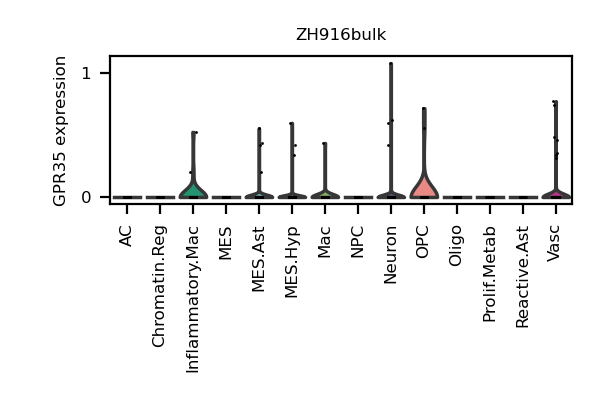 ZH916bulk
GPR35 expression
1
0
AC
Chromatin.Reg
Inflammatory.Mac
MES
MES.Ast
MES.Hyp
Mac
NPC
Neuron
OPC
Oligo
Prolif.Metab
Reactive.Ast
Vasc